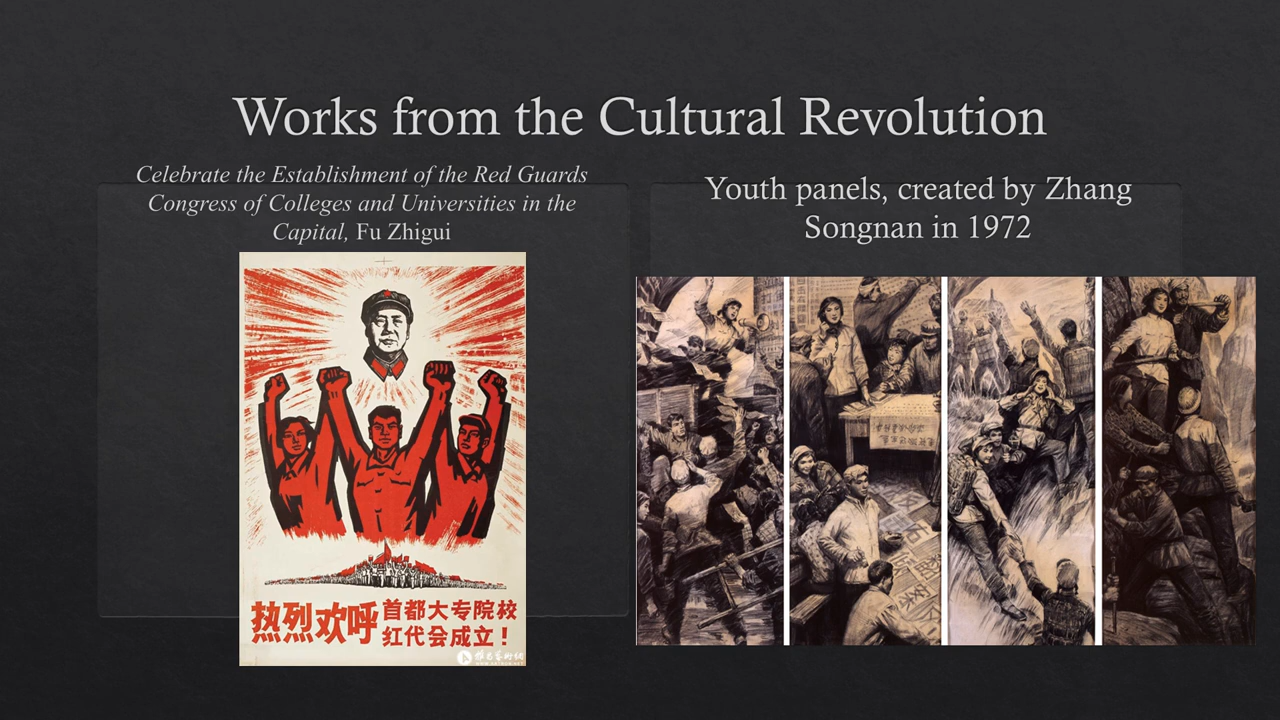 Works from the Cultural Revolution
Celebrate the Establishment of the Red Guards
Congress of Colleges and Universities in the
Capital, Fu Zhigui
Youth panels, created by Zhang
Songnan in 1972
热烈欢呼
首都大专院校
红代会成立!